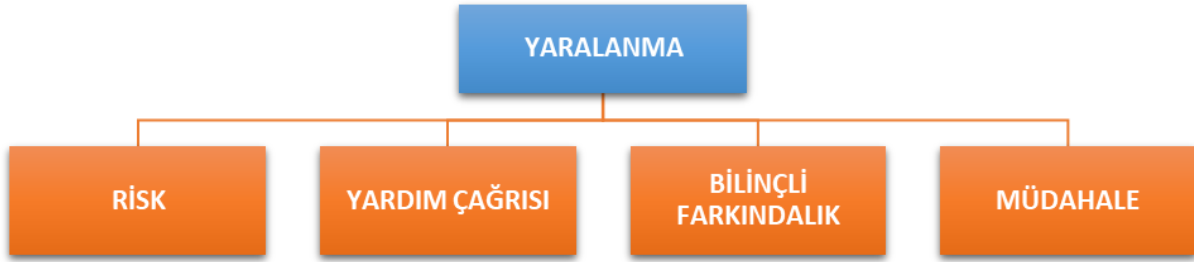 YARALANMA
RİSK
YARDIM ÇAĞRISI
BİLİNÇLİ
FARKINDALIK
MÜDAHALE